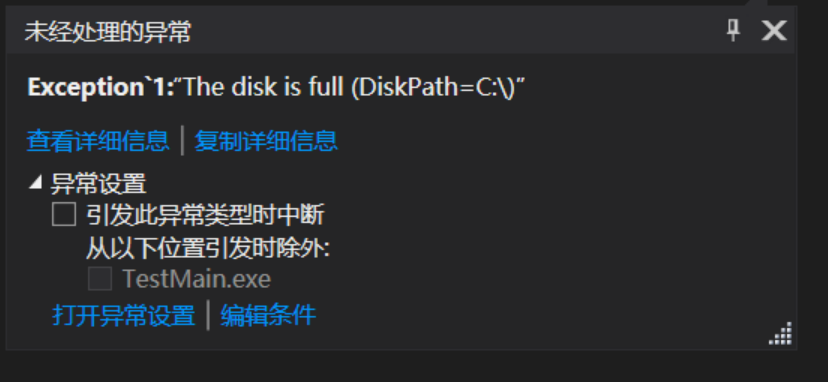 未经处理的异常
Exception`1:“The disk is full (DiskPath=C:\)”
查看详细信息 | 复制详细信息
异常设置
引发此异常类型时中断
从以下位置引发时除外:
TestMain.exe
打开异常设置 | 编辑条件